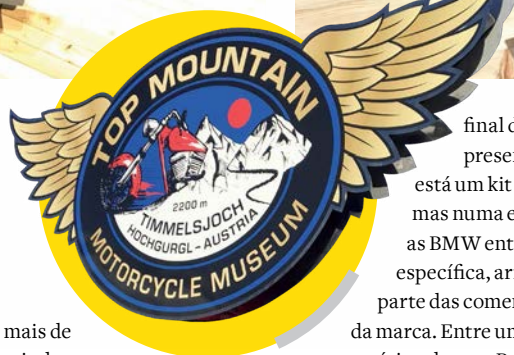 TOP MOUNTAIN
2200 m
TIMMELSJOCH
HOCHGURGL - AUSTRIA
MOTORCYCLE MUSEUM
mais de
final d
presen
está um kit
mas numa e
as BMW ent
específica, ar
parte das comer
da marca. Entre un